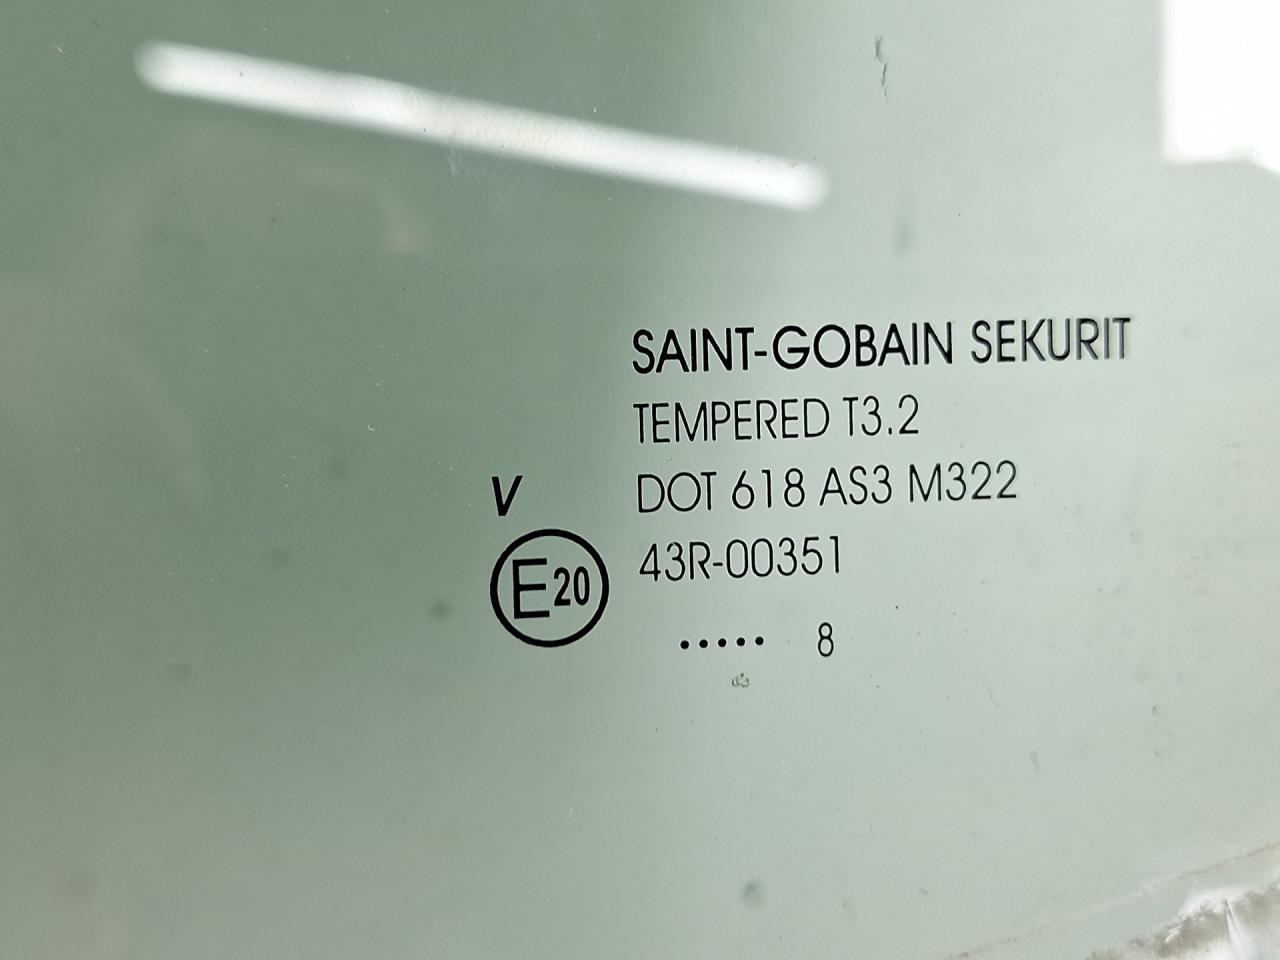 SAINT-GOBAIN SEKURIT
TEMPERED T3.2
V
DOT 618 AS3 M322
E20
43R-00351
..... 8